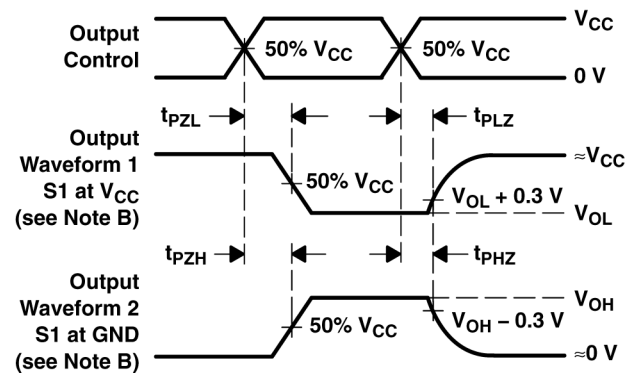 Output
Control
50% VCC
50% VCC
VCC
0 V
tPZL
tPLZ
Output
Waveform 1
S1 at VCC
(see Note B)
50% VCC
VOL + 0.3 V
≈VCC
VOL
tPZH
tPHZ
Output
Waveform 2
S1 at GND
(see Note B)
50% VCC
VOH − 0.3 V
VOH
≈0 V